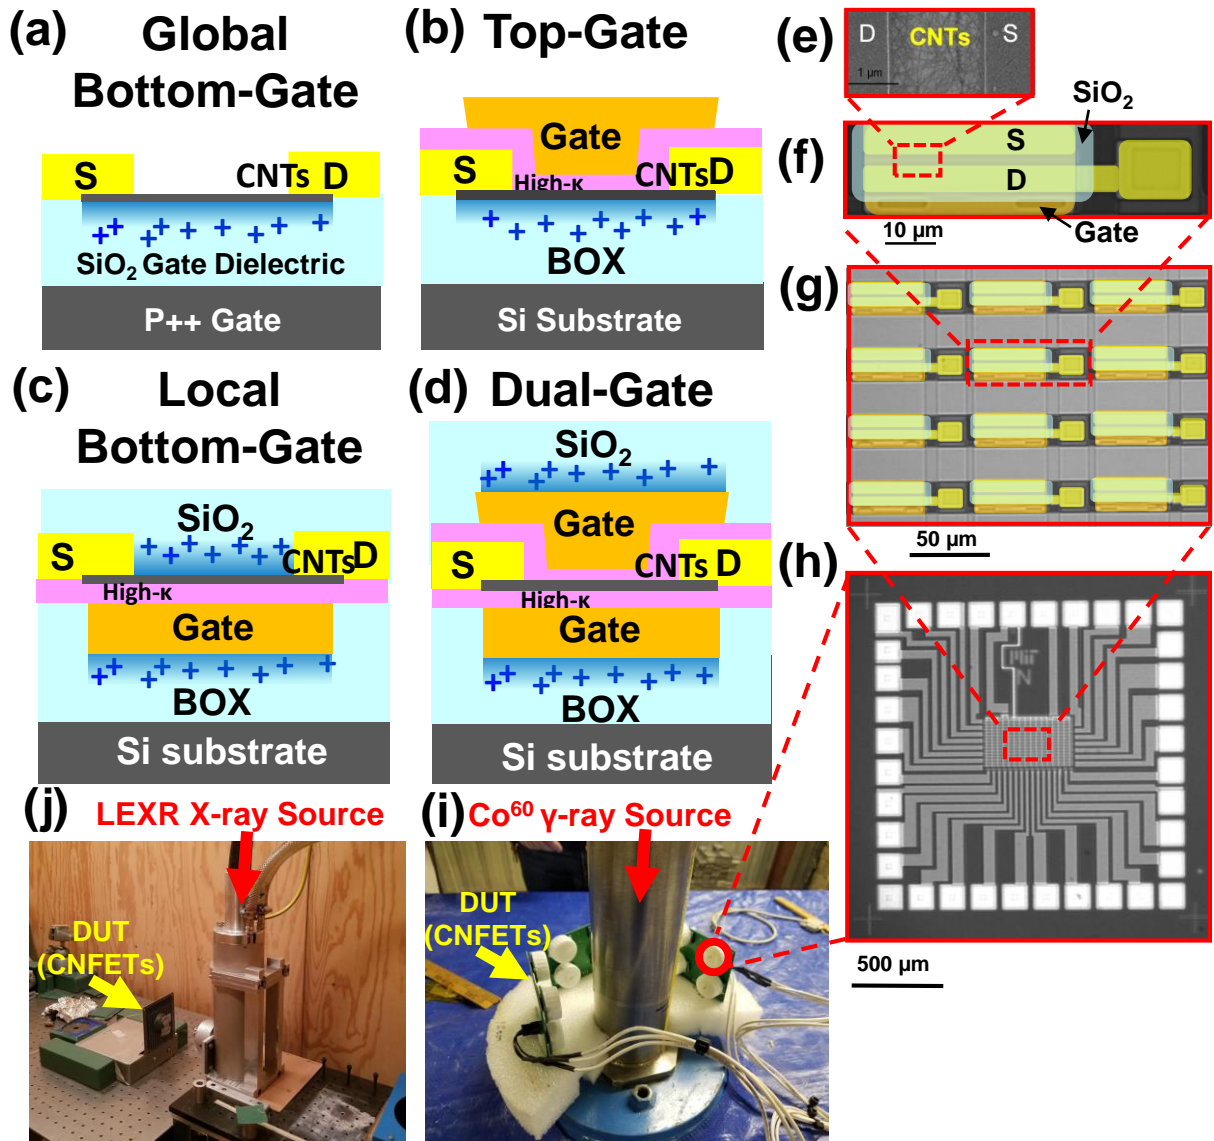 (a) Global
Bottom-Gate
S CNTs D
SiO₂ Gate Dielectric
P++ Gate
(b) Top-Gate
Gate
S High-κ CNTs D
BOX
Si Substrate
(c) Local
Bottom-Gate
SiO₂
S CNTs D
High-κ
Gate
BOX
Si substrate
(d) Dual-Gate
SiO₂
Gate
S CNTs D
High-κ
Gate
BOX
Si substrate
(e)
D CNTs S
1 μm
SiO₂
(f)
S
D
Gate
10 μm
(g)
50 μm
(h)
MIT
N
500 μm
(j) LEXR X-ray Source
DUT
(CNFETs)
(i) Co⁶⁰ γ-ray Source
DUT
(CNFETs)